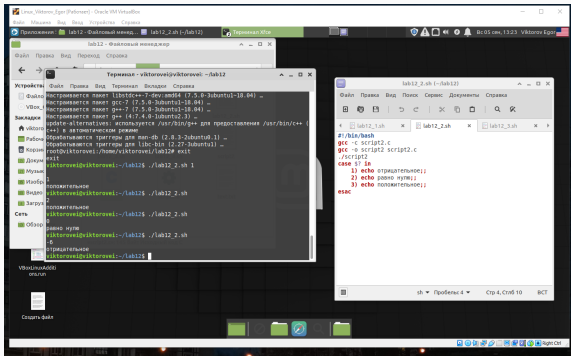 Linux_Viktorov_Egor [Работает] - Oracle VM VirtualBox
Файл Машина Вид Ввод Устройства Справка
Приложения lab12 - Файловый менед... lab12_2.sh (~/lab12) Терминал Xfce Вс 05 сен, 13:23 Viktorov Egor
lab12 - Файловый менеджер
Файл Правка Вид Переход Справка
Устройства
Закладки
Корзина
Видео
Сеть
Терминал - viktorovei@viktorovei: ~/lab12
Файл Правка Вид Терминал Вкладки Справка
Настраивается пакет libstdc++-7-dev:amd64 (7.5.0-3ubuntu1~18.04) …
Настраивается пакет gcc-7 (7.5.0-3ubuntu1~18.04) …
Настраивается пакет g++-7 (7.5.0-3ubuntu1~18.04) …
Настраивается пакет g++ (4:7.4.0-1ubuntu2.3) …
update-alternatives: используется /usr/bin/g++ для предоставления /usr/bin/c++ (
c++) в автоматическом режиме
Обрабатываются триггеры для man-db (2.8.3-2ubuntu0.1) …
Обрабатываются триггеры для libc-bin (2.27-3ubuntu1) …
root@viktorovei:/home/viktorovei/lab12# exit
exit
viktorovei@viktorovei:~/lab12$ ./lab12_2.sh 1
1
положительное
viktorovei@viktorovei:~/lab12$ ./lab12_2.sh
2
положительное
viktorovei@viktorovei:~/lab12$ ./lab12_2.sh
0
равно нулю
viktorovei@viktorovei:~/lab12$ ./lab12_2.sh
-6
отрицательное
viktorovei@viktorovei:~/lab12$
lab12_2.sh (~/lab12)
Файл Правка Вид Поиск Сервис Документы Справка
lab12_1.sh lab12_2.sh lab12_3.sh
#!/bin/bash
gcc -c script2.c
gcc -o script2 script2.c
./script2
case $? in
1) echo отрицательное;;
2) echo равно нулю;;
3) echo положительное;;
esac
sh Пробелы: 4 Стр 4, Стлб 10 ВСТ
VBoxLinuxAdditi
ons.run
Создать файл
Right Ctrl